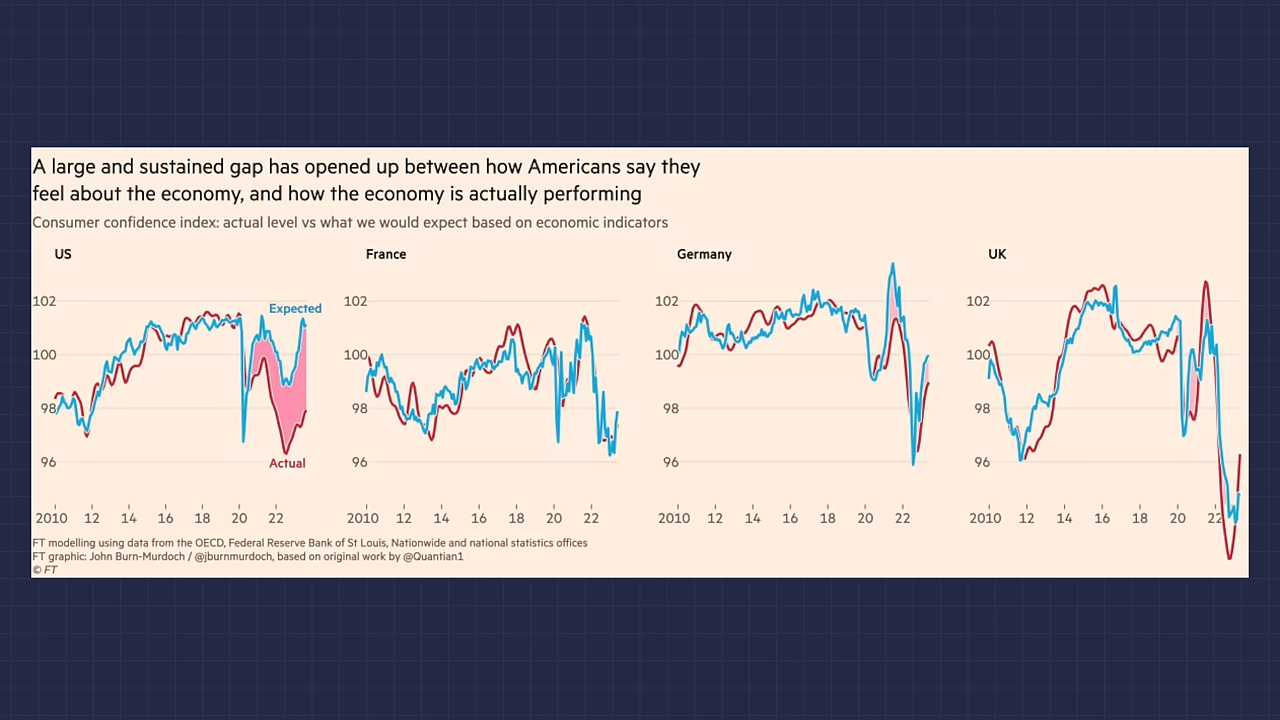 A large and sustained gap has opened up between how Americans say they
feel about the economy, and how the economy is actually performing
Consumer confidence index: actual level vs what we would expect based on economic indicators
US
102
100
98
96
Expected
Actual
2010 12 14 16 18 20 22
France
102
100
98
96
2010 12 14 16 18 20 22
Germany
102
100
98
96
2010 12 14 16 18 20 22
UK
102
100
98
96
2010 12 14 16 18 20 22
FT modelling using data from the OECD, Federal Reserve Bank of St Louis, Nationwide and national statistics offices
FT graphic: John Burn-Murdoch / @jburnmurdoch, based on original work by @Quantian1
© FT